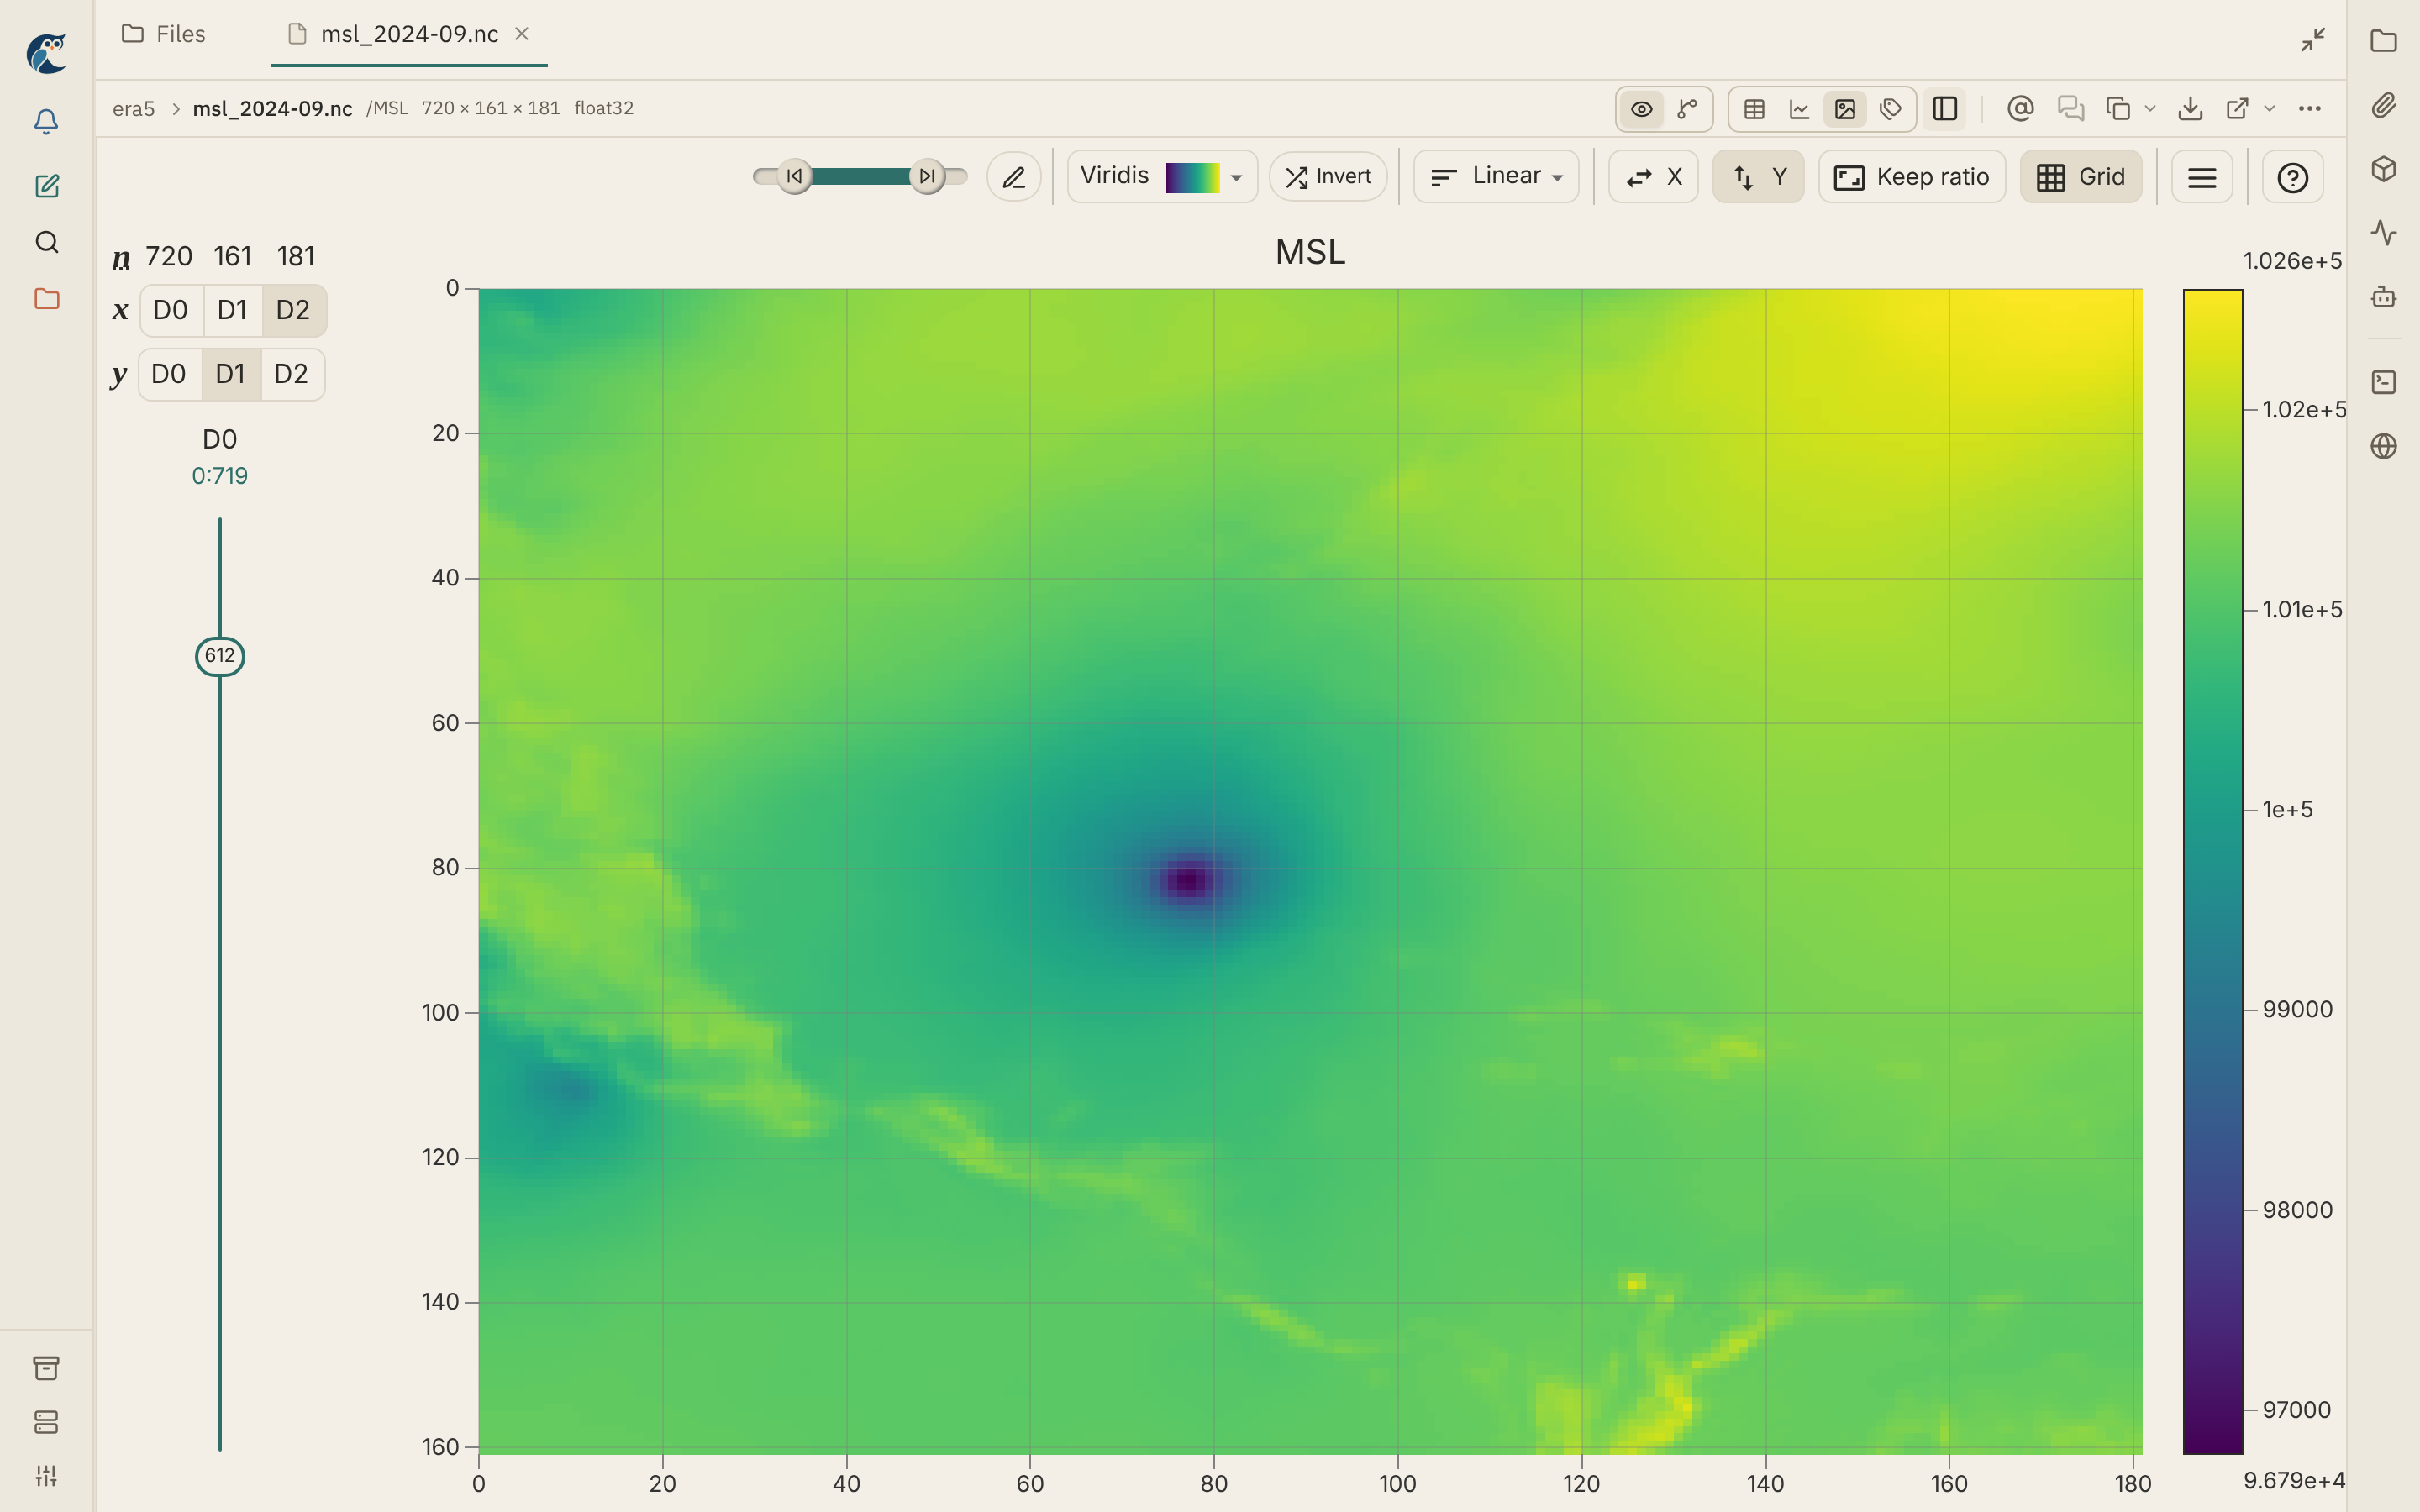 Files
msl_2024-09.nc
era5 > msl_2024-09.nc /MSL 720 × 161 × 181 float32
Viridis
Invert
Linear
X
Y
Keep ratio
Grid
n 720 161 181
x D0 D1 D2
y D0 D1 D2
D0
0:719
612
MSL
0
20
40
60
80
100
120
140
160
0 20 40 60 80 100 120 140 160 180
1.026e+5
1.02e+5
1.01e+5
1e+5
99000
98000
97000
9.679e+4